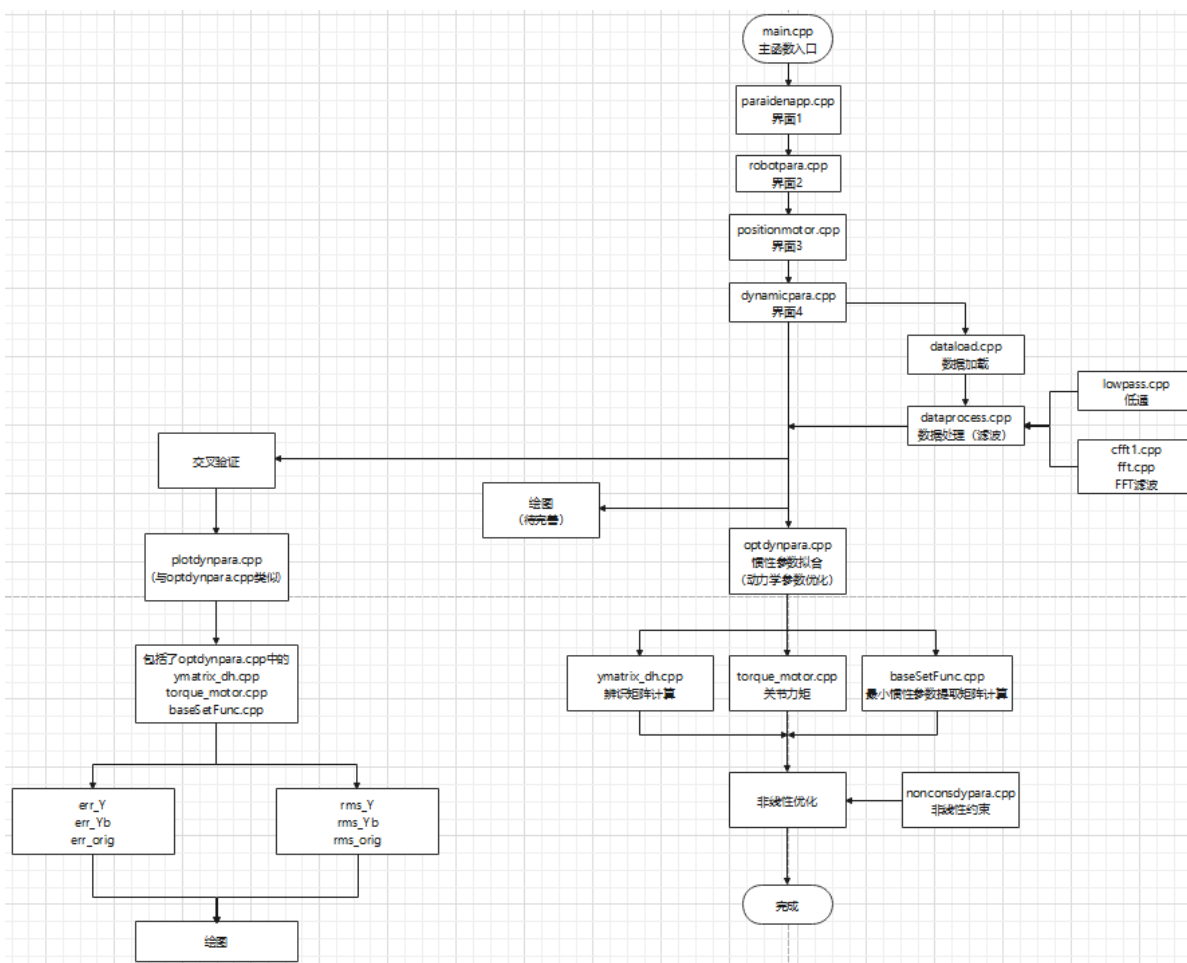 main.cpp
主函数入口
paraidenapp.cpp
界面1
robotpara.cpp
界面2
positionmotor.cpp
界面3
dynamicpara.cpp
界面4
dataload.cpp
数据加载
lowpass.cpp
低通
dataprocess.cpp
数据处理（滤波）
cfft1.cpp
fft.cpp
FFT滤波
交叉验证
绘图
（待完善）
optdynpara.cpp
惯性参数拟合
（动力学参数优化）
plotdynpara.cpp
（与optdynpara.cpp类似）
包括了optdynpara.cpp中的
ymatrix_dh.cpp
torque_motor.cpp
baseSetFunc.cpp
ymatrix_dh.cpp
辨识矩阵计算
torque_motor.cpp
关节力矩
baseSetFunc.cpp
最小惯性参数提取矩阵计算
err_Y
err_Yb
err_orig
rms_Y
rms_Yb
rms_orig
非线性优化
nonconsdypara.cpp
非线性约束
完成
绘图